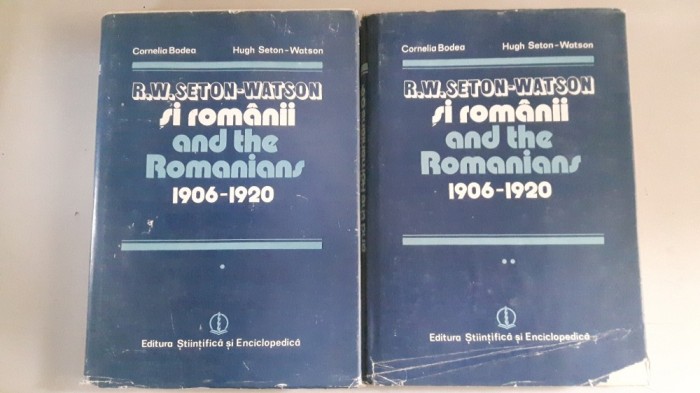 Cornelia Bodea Hugh Seton-Watson
R.W. SETON-WATSON
și românii
and the
Romanians
1906-1920
*
Editura Științifică și Enciclopedică
Cornelia Bodea Hugh Seton-Watson
R.W. SETON-WATSON
și românii
and the
Romanians
1906-1920
**
Editura Științifică și Enciclopedică